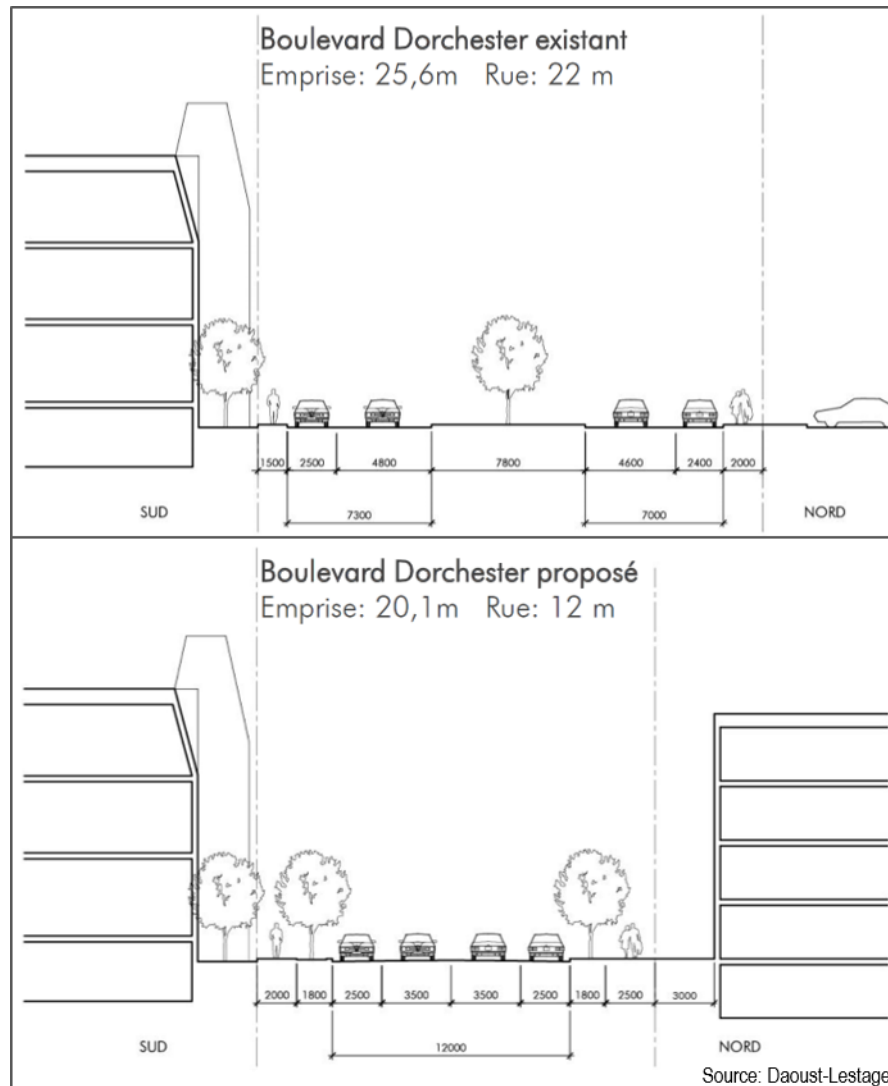 Boulevard Dorchester existant
Emprise: 25,6m Rue: 22 m
1500 2500 4800 7800 4600 2400 2000
SUD NORD
7300 7000
Boulevard Dorchester proposé
Emprise: 20,1m Rue: 12 m
2000 1800 2500 3500 3500 2500 1800 2500 3000
SUD 12000 NORD
Source: Daoust-Lestage